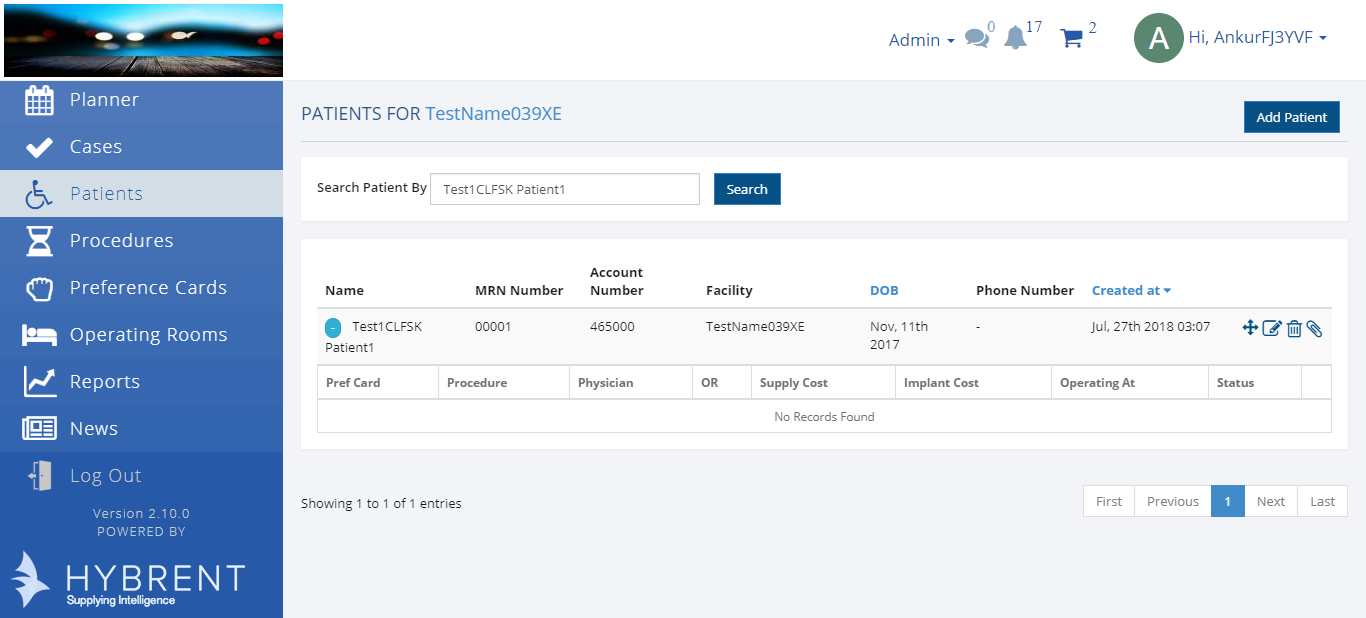 Admin
0
17
2
A
Hi, AnkurFJ3YVF
Planner
Cases
Patients
Procedures
Preference Cards
Operating Rooms
Reports
News
Log Out
Version 2.10.0
POWERED BY
HYBRENT
Supplying Intelligence
PATIENTS FOR TestName039XE
Add Patient
Search Patient By
Test1CLFSK Patient1
Search
Name MRN Number Account Number Facility DOB Phone Number Created at
- Test1CLFSK Patient1 00001 465000 TestName039XE Nov, 11th 2017 - Jul, 27th 2018 03:07
Pref Card Procedure Physician OR Supply Cost Implant Cost Operating At Status
No Records Found
Showing 1 to 1 of 1 entries
First Previous 1 Next Last